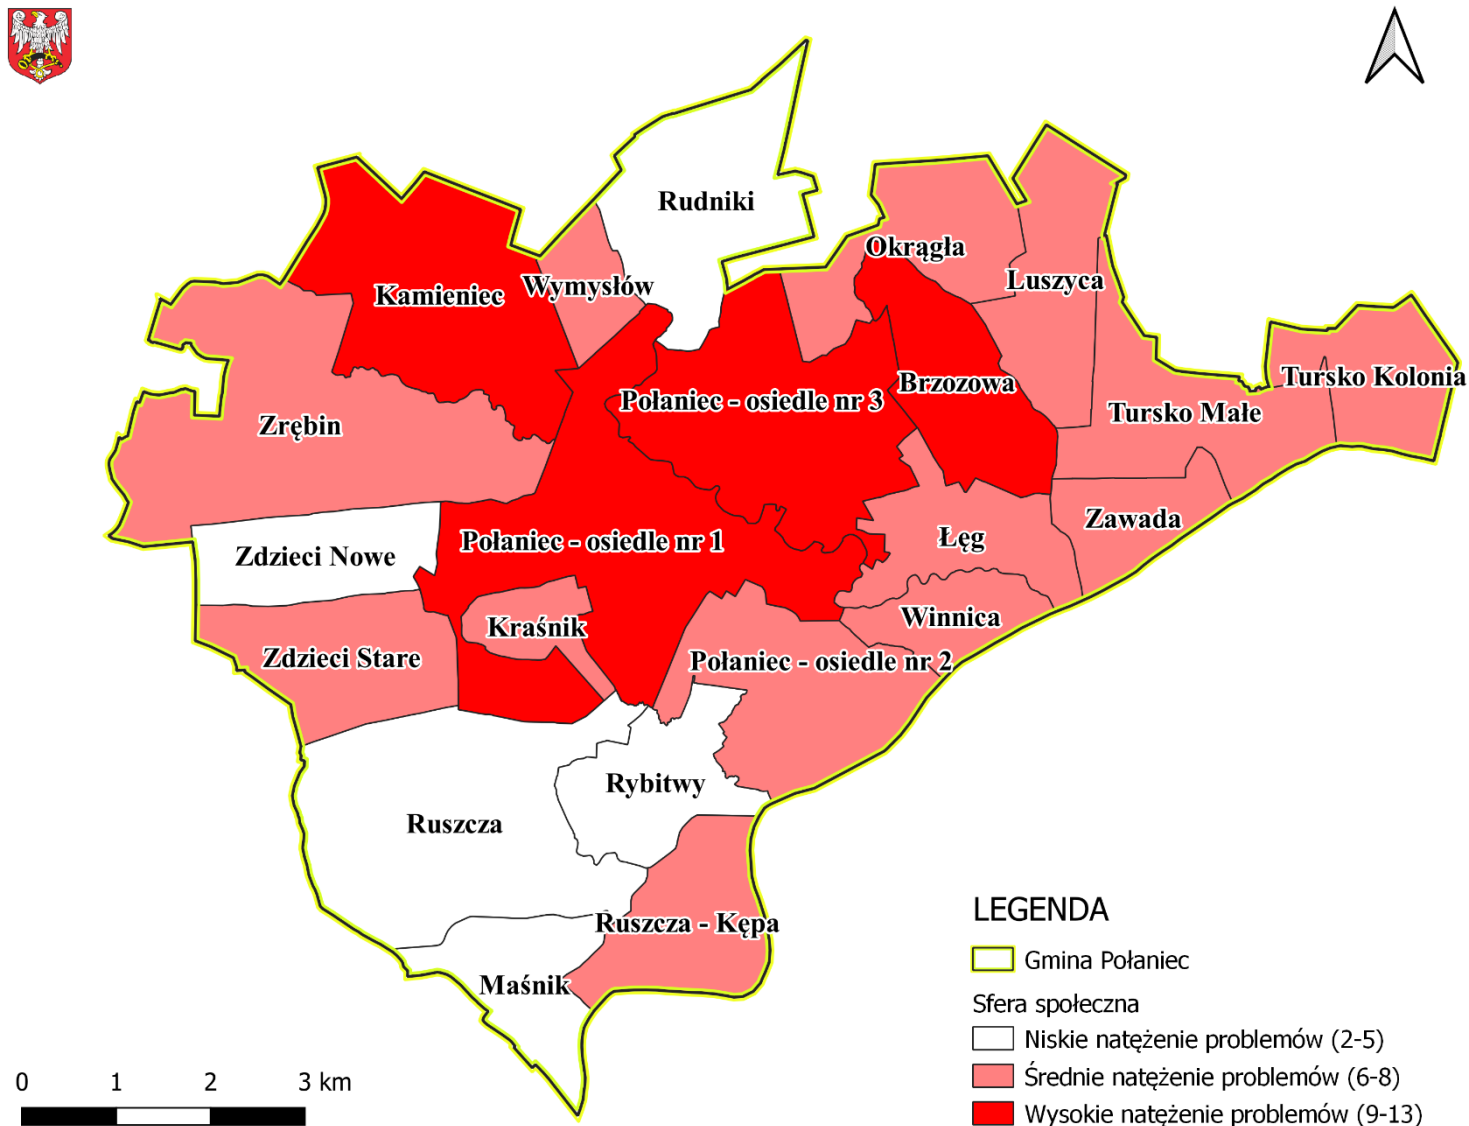 Rudniki
Okrągła
Wymysłów
Luszyca
Kamieniec
Tursko Kolonia
Brzozowa
Połaniec - osiedle nr 3
Tursko Małe
Zrębin
Zawada
Łęg
Połaniec - osiedle nr 1
Zdzieci Nowe
Winnica
Kraśnik
Zdzieci Stare
Połaniec - osiedle nr 2
Rybitwy
Ruszcza
Ruszcza - Kępa
Maśnik
LEGENDA
Gmina Połaniec
Sfera społeczna
Niskie natężenie problemów (2-5)
Średnie natężenie problemów (6-8)
Wysokie natężenie problemów (9-13)
0 1 2 3 km